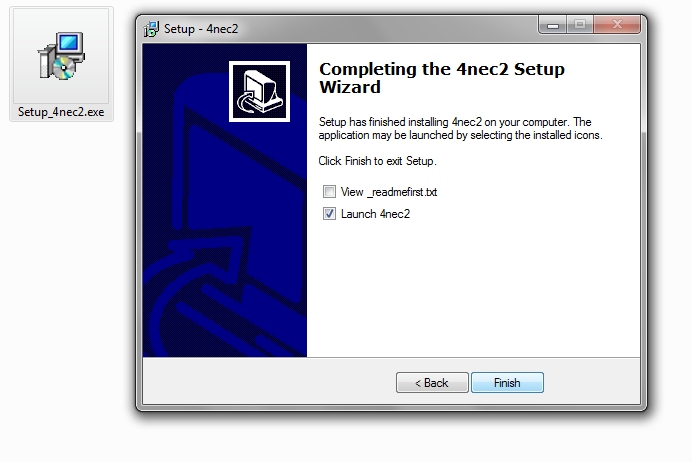 Setup_4nec2.exe
Setup - 4nec2
Completing the 4nec2 Setup
Wizard
Setup has finished installing 4nec2 on your computer. The
application may be launched by selecting the installed icons.
Click Finish to exit Setup.
View _readmefirst.txt
Launch 4nec2
< Back
Finish